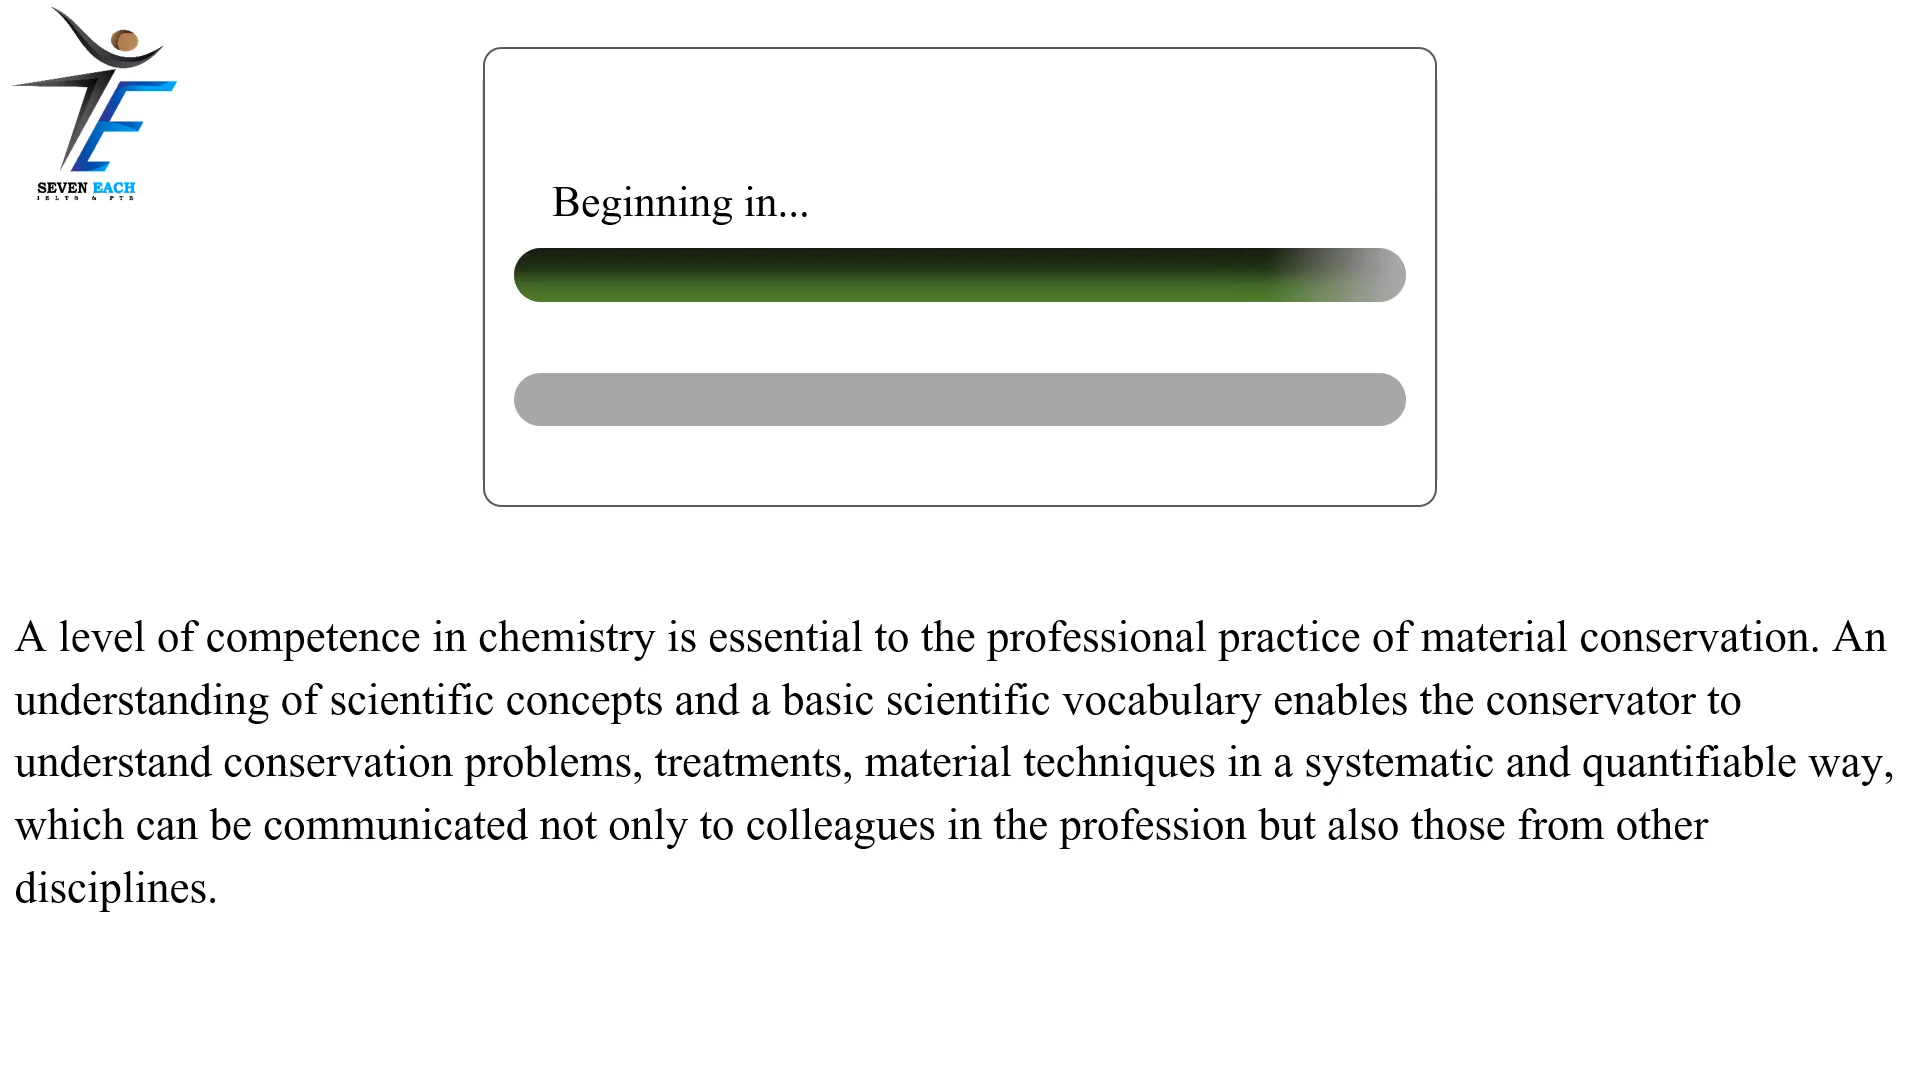 SEVEN EACH
IELTS & PTE
Beginning in...
A level of competence in chemistry is essential to the professional practice of material conservation. An
understanding of scientific concepts and a basic scientific vocabulary enables the conservator to
understand conservation problems, treatments, material techniques in a systematic and quantifiable way,
which can be communicated not only to colleagues in the profession but also those from other
disciplines.